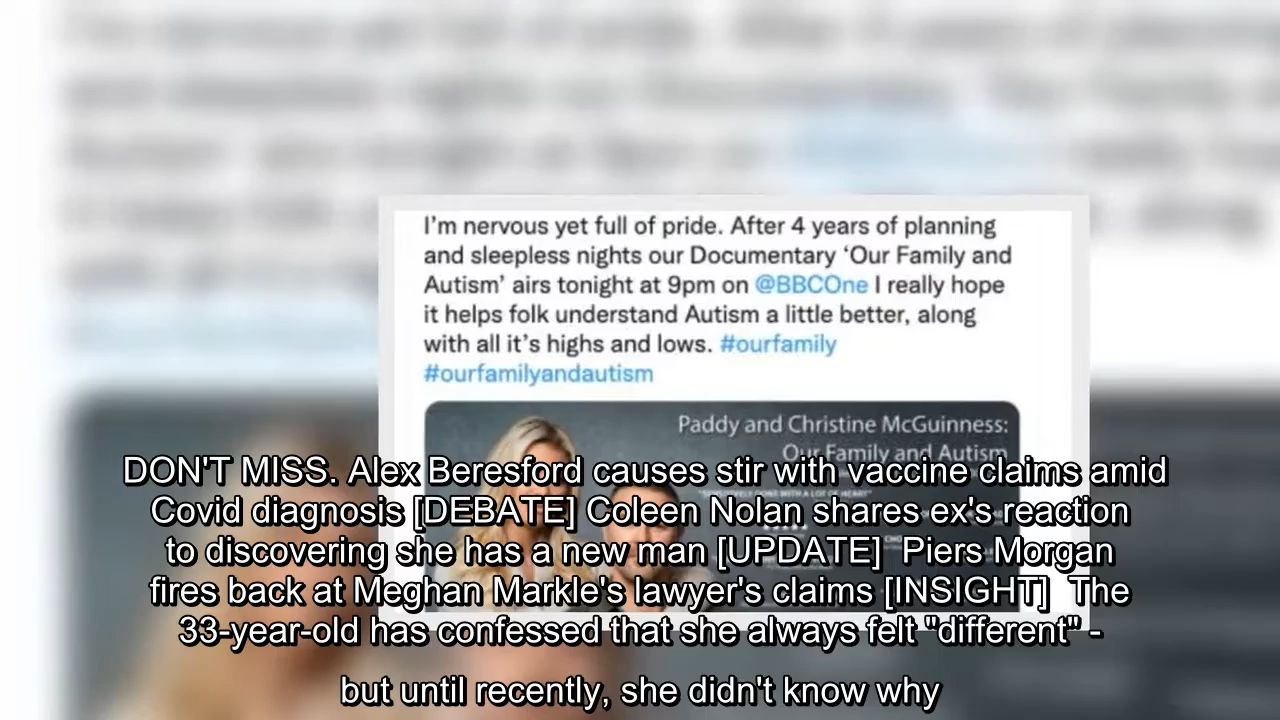 I'm nervous yet full of pride. After 4 years of planning
and sleepless nights our Documentary ‘Our Family and
Autism’ airs tonight at 9pm on @BBCOne I really hope
it helps folk understand Autism a little better, along
with all it’s highs and lows. #ourfamily
#ourfamilyandautism
Paddy and Christine McGuinness:
Our Family and Autism
DON'T MISS. Alex Beresford causes stir with vaccine claims amid
Covid diagnosis [DEBATE] Coleen Nolan shares ex's reaction
to discovering she has a new man [UPDATE]  Piers Morgan
fires back at Meghan Markle's lawyer's claims [INSIGHT]  The
33-year-old has confessed that she always felt "different" -
but until recently, she didn't know why